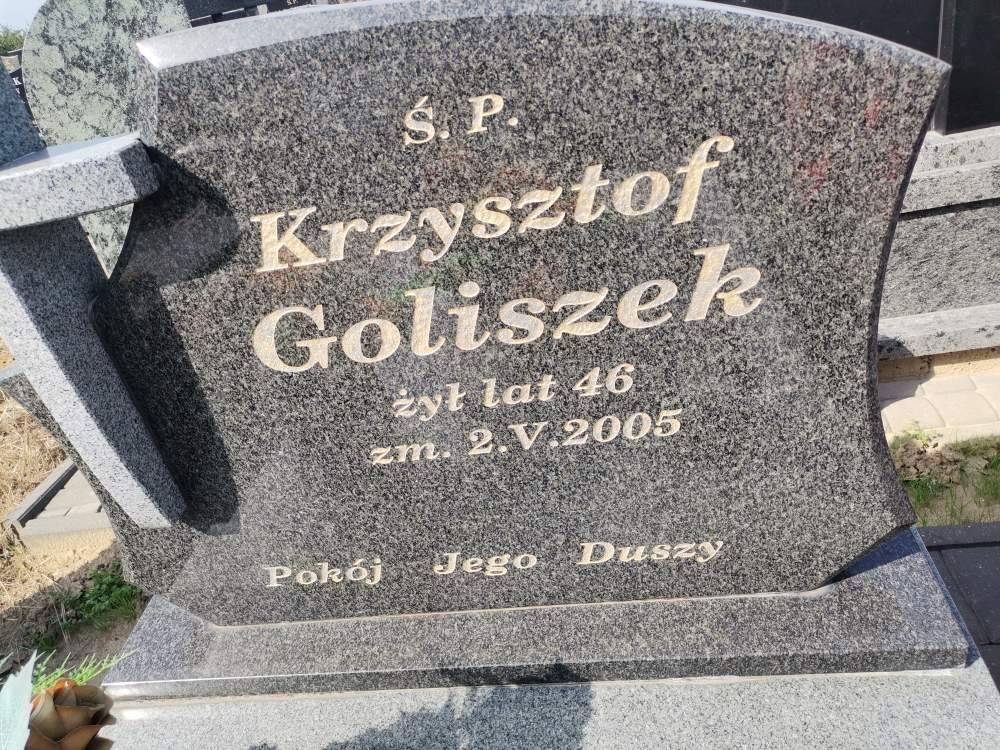 Ś. P.
Krzysztof
Goliszek
żył lat 46
zm. 2.V.2005
Pokój Jego Duszy